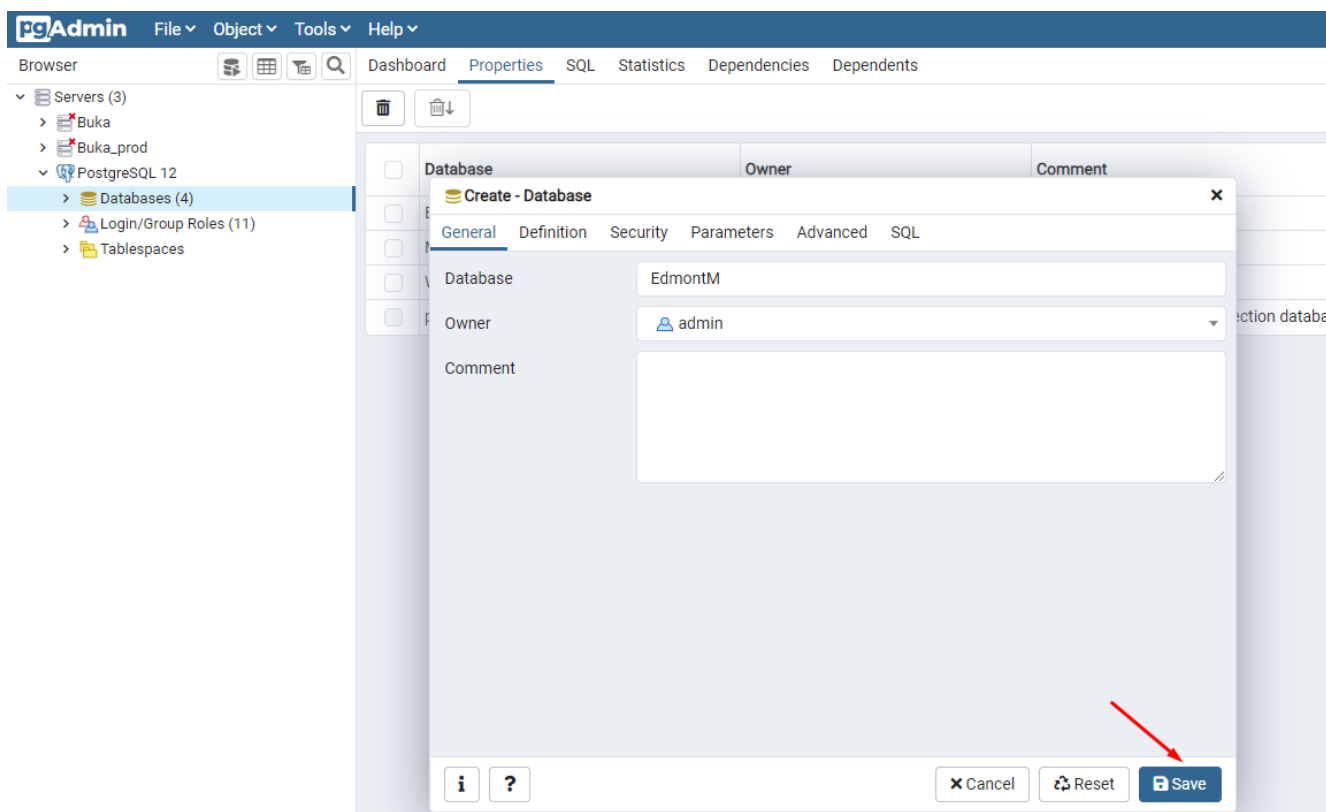 pgAdmin File Object Tools Help
Browser
Dashboard Properties SQL Statistics Dependencies Dependents
Servers (3)
Buka
Buka_prod
PostgreSQL 12
Databases (4)
Login/Group Roles (11)
Tablespaces
Database Owner Comment
Create - Database
General Definition Security Parameters Advanced SQL
Database EdmontM
Owner admin
ection databa
Comment
i ? Cancel Reset Save